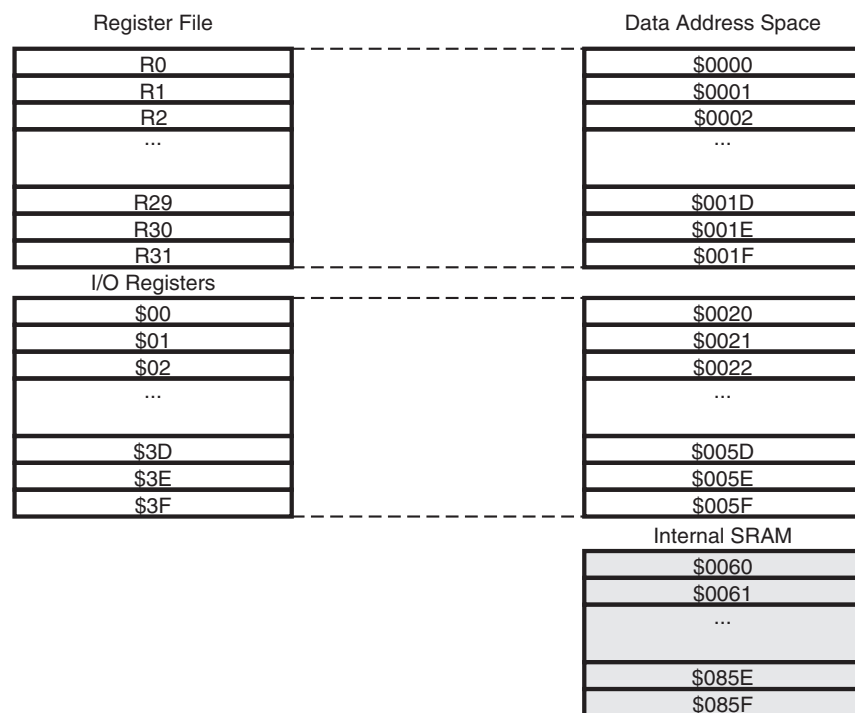 Register File Data Address Space
R0 $0000
R1 $0001
R2 $0002
... ...
R29 $001D
R30 $001E
R31 $001F
I/O Registers
$00 $0020
$01 $0021
$02 $0022
... ...
$3D $005D
$3E $005E
$3F $005F
Internal SRAM
$0060
$0061
...
$085E
$085F